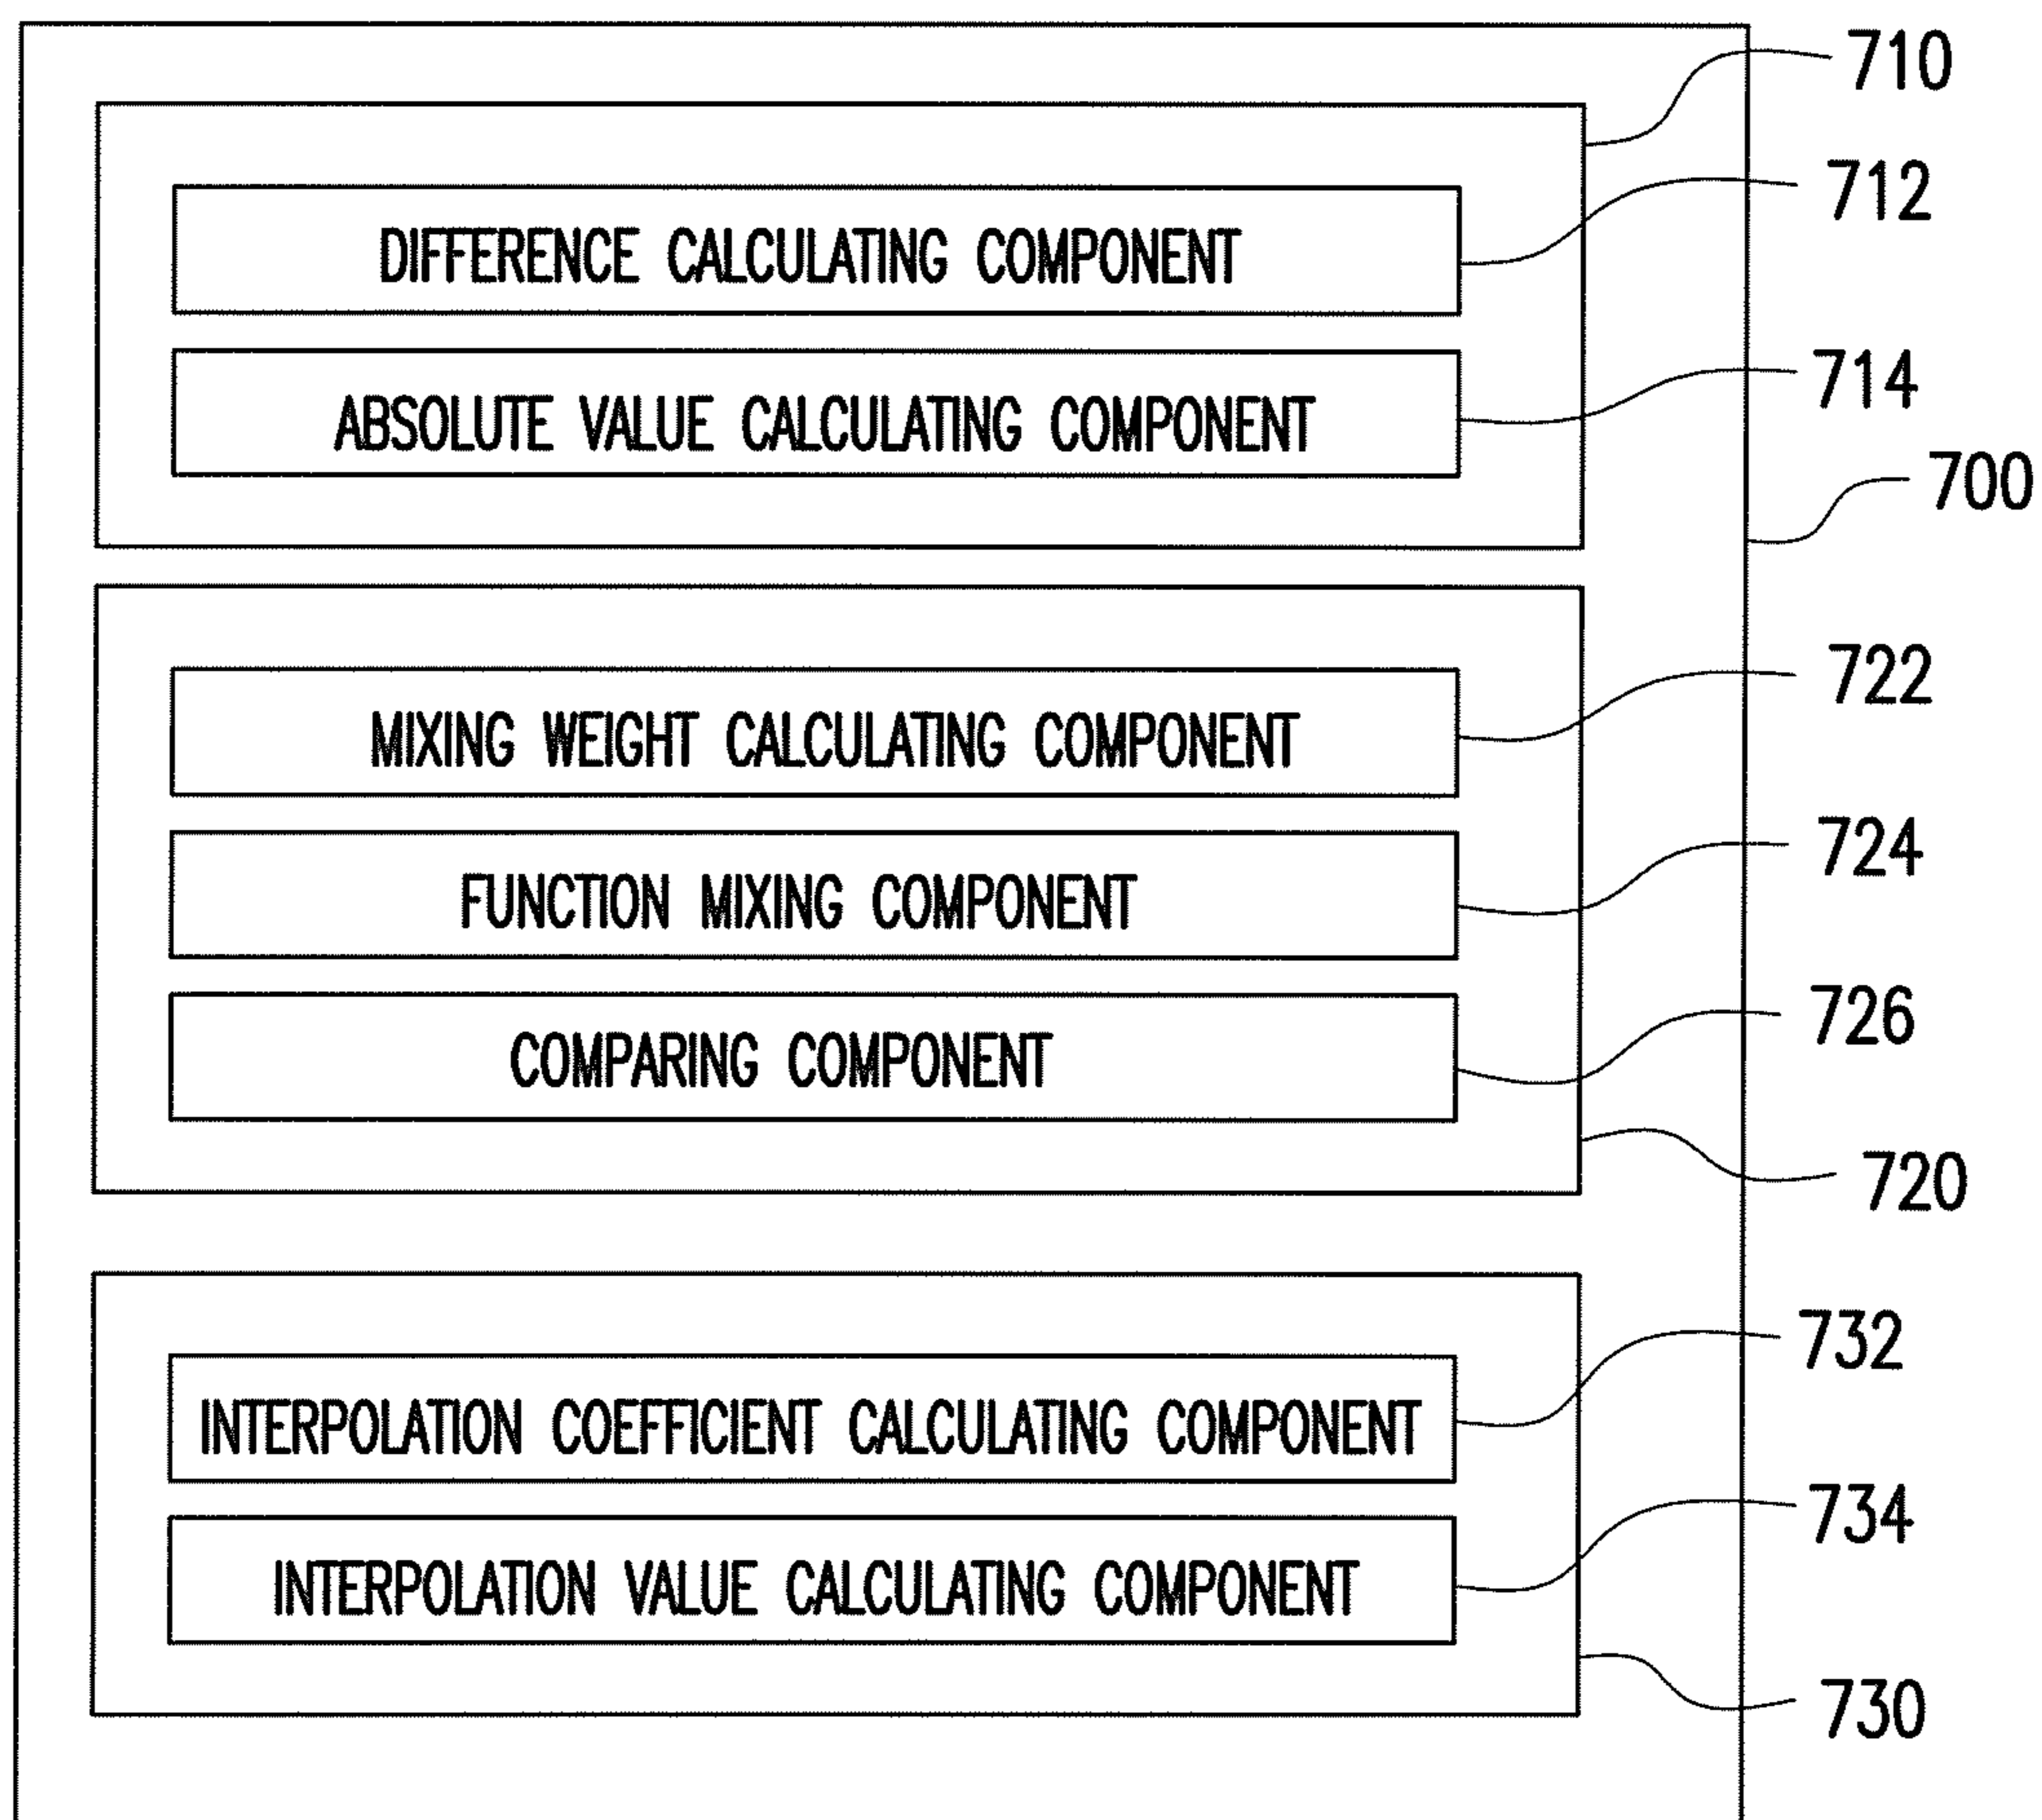 710
712
DIFFERENCE CALCULATING COMPONENT
714
ABSOLUTE VALUE CALCULATING COMPONENT
700
722
MIXING WEIGHT CALCULATING COMPONENT
724
FUNCTION MIXING COMPONENT
726
COMPARING COMPONENT
720
732
INTERPOLATION COEFFICIENT CALCULATING COMPONENT
734
INTERPOLATION VALUE CALCULATING COMPONENT
730